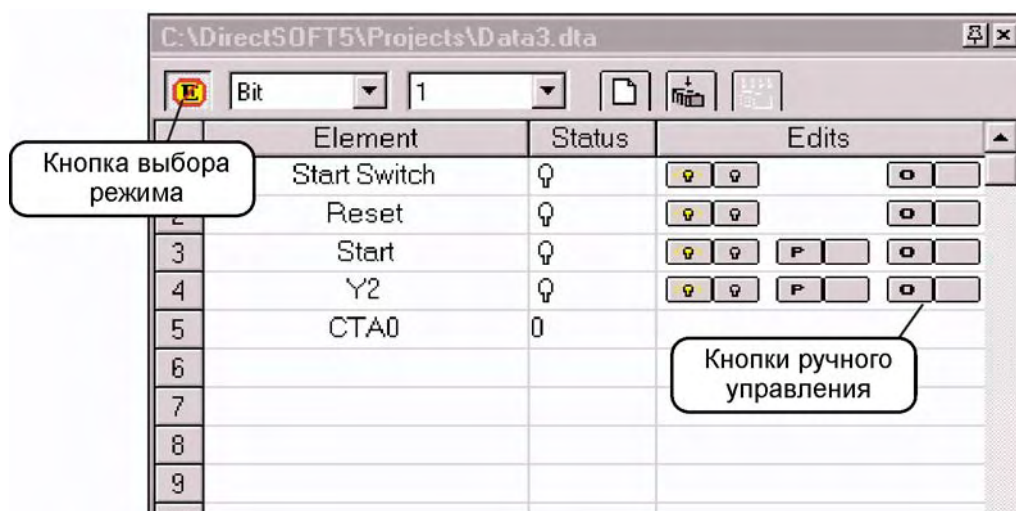 C:\DirectSOFT5\Projects\Data3.dta
E Bit 1
Element Status Edits
Кнопка выбора
режима
Start Switch O
2 Reset O
3 Start P O
4 Y2 P O
5 CTA0 0
Кнопки ручного
управления
6
7
8
9